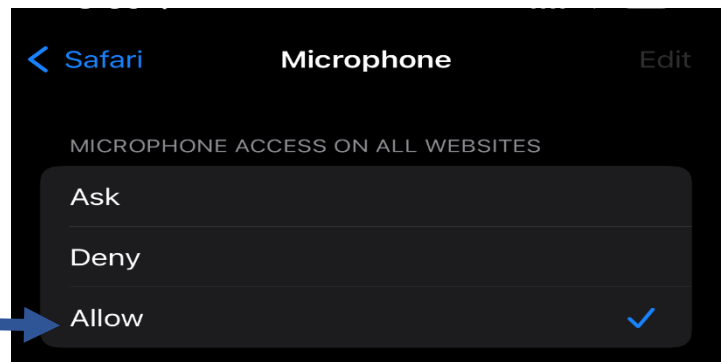 Safari Microphone Edit
MICROPHONE ACCESS ON ALL WEBSITES
Ask
Deny
Allow